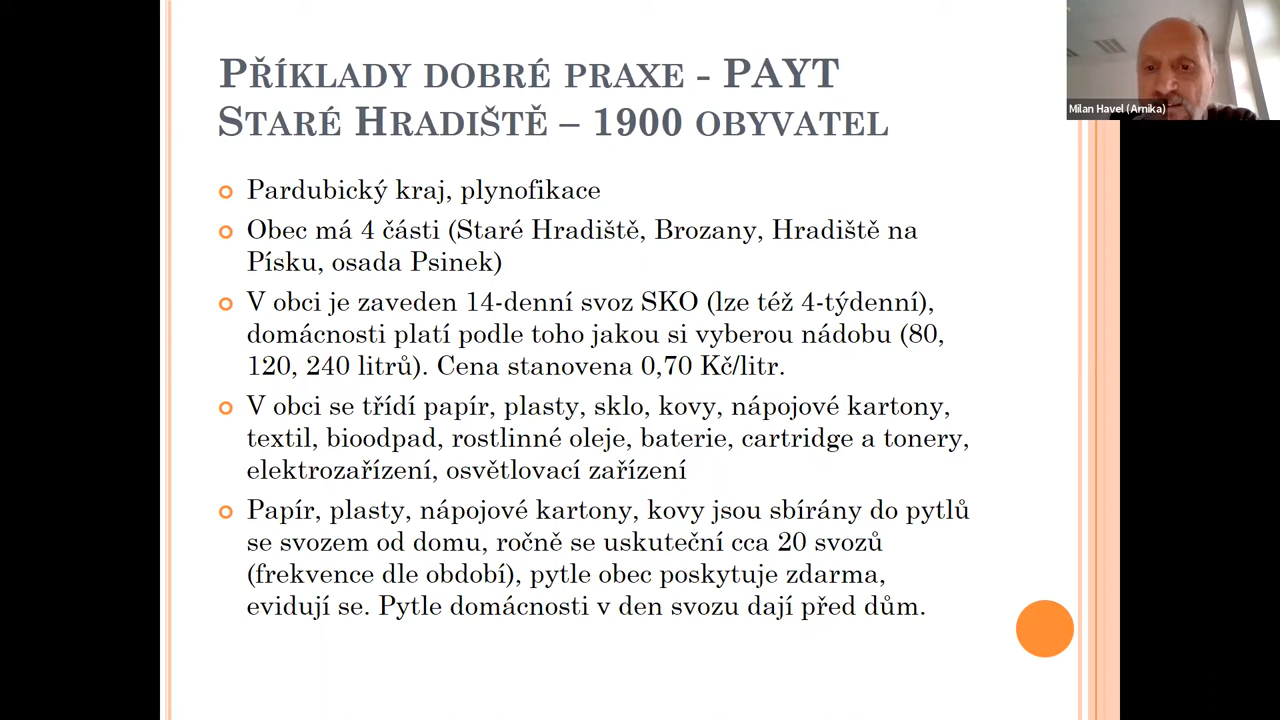 Příklady dobré praxe - PAYT
Staré Hradiště – 1900 obyvatel
Pardubický kraj, plynofikace
Obec má 4 části (Staré Hradiště, Brozany, Hradiště na
Písku, osada Psinek)
V obci je zaveden 14-denní svoz SKO (lze též 4-týdenní),
domácnosti platí podle toho jakou si vyberou nádobu (80,
120, 240 litrů). Cena stanovena 0,70 Kč/litr.
V obci se třídí papír, plasty, sklo, kovy, nápojové kartony,
textil, bioodpad, rostlinné oleje, baterie, cartridge a tonery,
elektrozařízení, osvětlovací zařízení
Papír, plasty, nápojové kartony, kovy jsou sbírány do pytlů
se svozem od domu, ročně se uskuteční cca 20 svozů
(frekvence dle období), pytle obec poskytuje zdarma,
evidují se. Pytle domácnosti v den svozu dají před dům.
Milan Havel (Arnika)